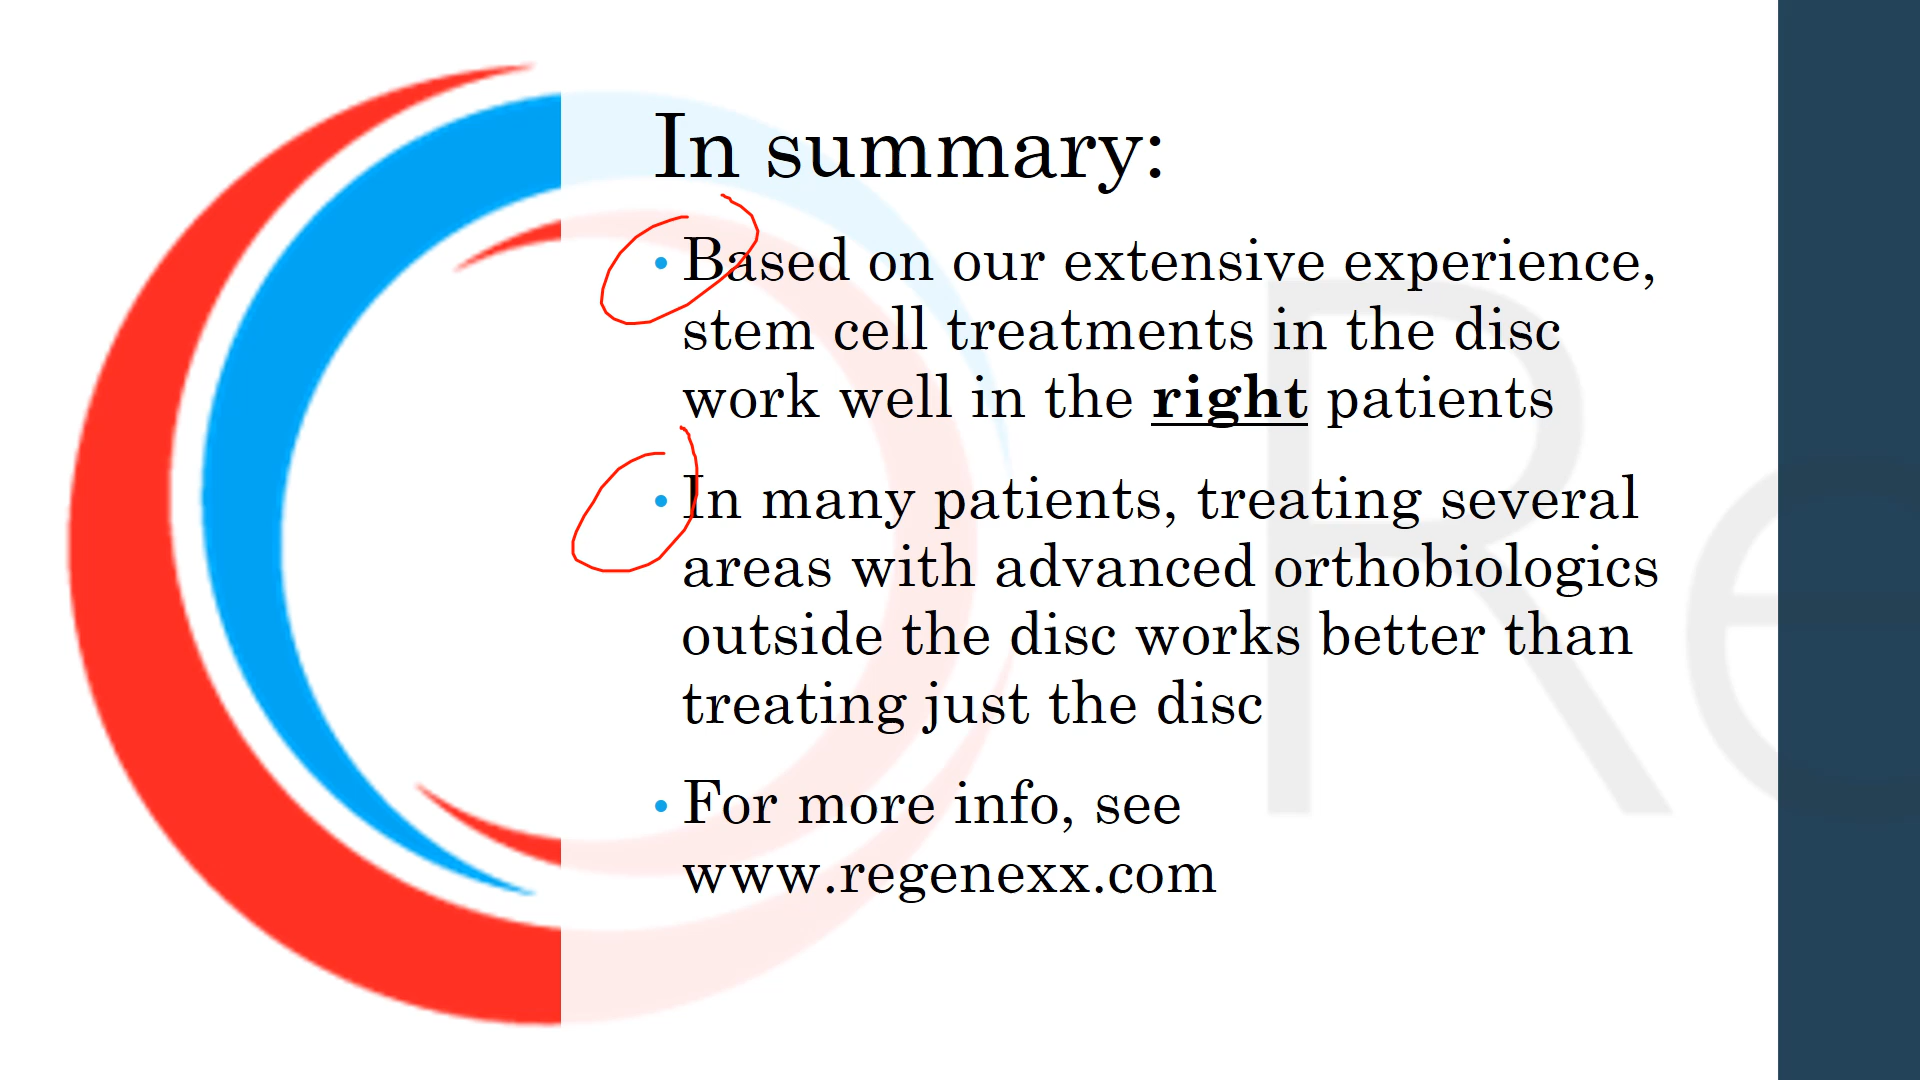 In summary:
• Based on our extensive experience,
stem cell treatments in the disc
work well in the right patients
• In many patients, treating several
areas with advanced orthobiologics
outside the disc works better than
treating just the disc
• For more info, see
www.regenexx.com
Re